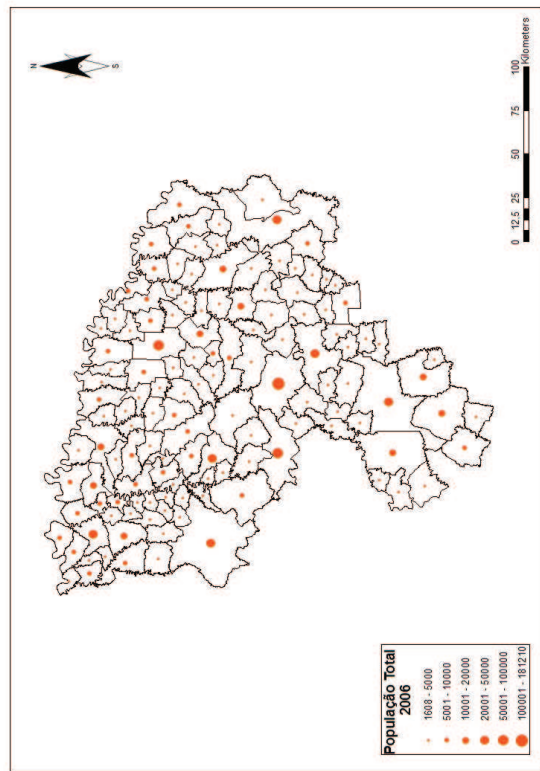 N
S
0 12,5 25 50 75 100
Kilometers
População Total
2006
1608 - 5000
5001 - 10000
10001 - 20000
20001 - 50000
50001 - 100000
100001 - 181210